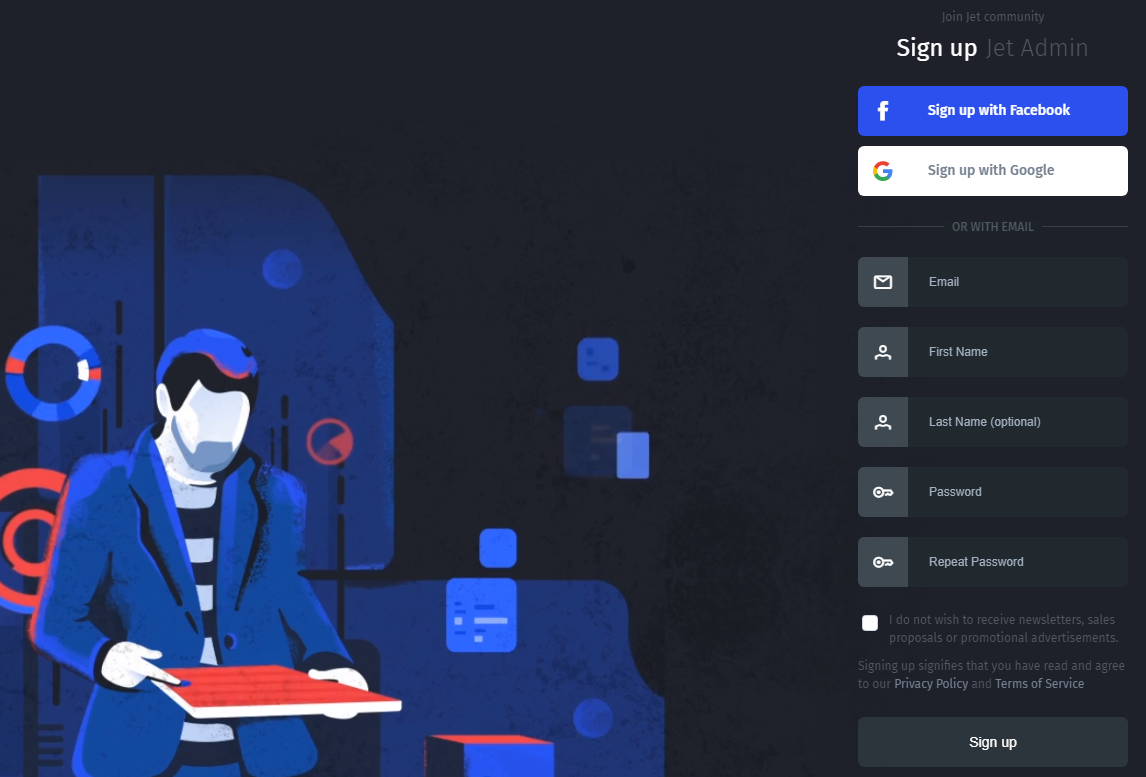 Join Jet community
Sign up Jet Admin
Sign up with Facebook
Sign up with Google
OR WITH EMAIL
Email
First Name
Last Name (optional)
Password
Repeat Password
I do not wish to receive newsletters, sales
proposals or promotional advertisements.
Signing up signifies that you have read and agree
to our Privacy Policy and Terms of Service
Sign up